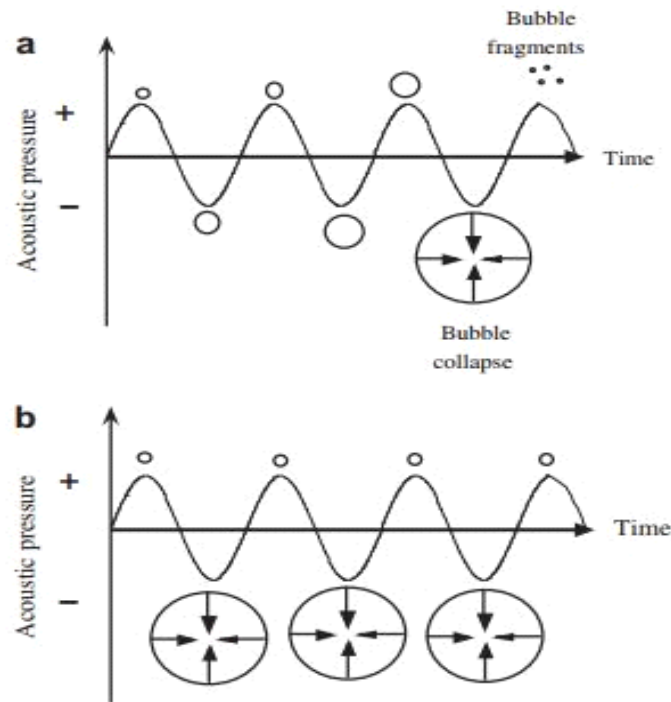 a
Bubble
fragments
+
Acoustic pressure
Time
−
Bubble
collapse
b
+
Acoustic pressure
Time
−